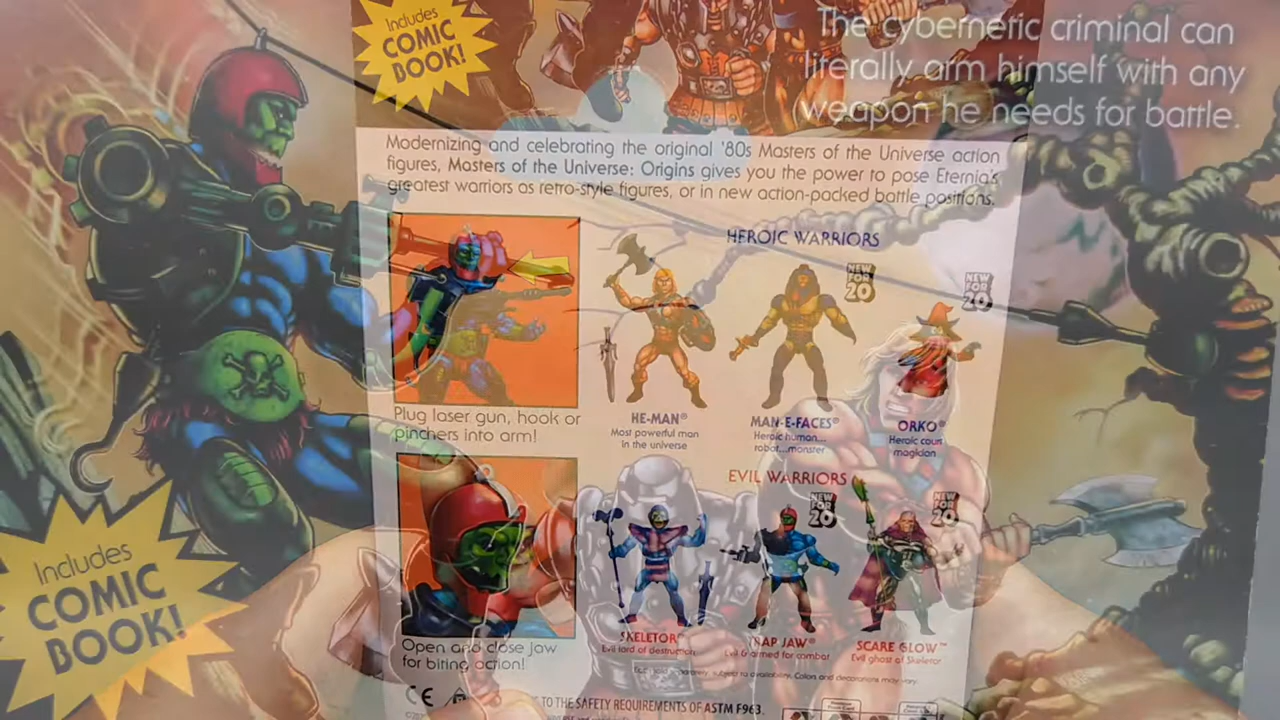 Includes
COMIC
BOOK!
The cybernetic criminal can
literally arm himself with any
weapon he needs for battle.
Modernizing and celebrating the original '80s Masters of the Universe action
figures, Masters of the Universe: Origins gives you the power to pose Eternia's
greatest warriors as retro-style figures, or in new action-packed battle positions.
HEROIC WARRIORS
NEW
FOR
20
NEW
FOR
20
Plug laser gun, hook or
pinchers into arm!
HE-MAN®
Most powerful man
in the universe
MAN-E-FACES®
Heroic human...
robot...monster
ORKO®
Heroic court
magician
EVIL WARRIORS
NEW
FOR
20
NEW
FOR
20
Includes
COMIC
BOOK!
Open and close jaw
for biting action!
SKELETOR®
Evil lord of destruction
TRAP JAW®
Evil & armed for combat
SCARE GLOW™
Evil ghost of Skeletor
subject to availability. Colors and decorations may vary.
CE
TO THE SAFETY REQUIREMENTS OF ASTM F963.